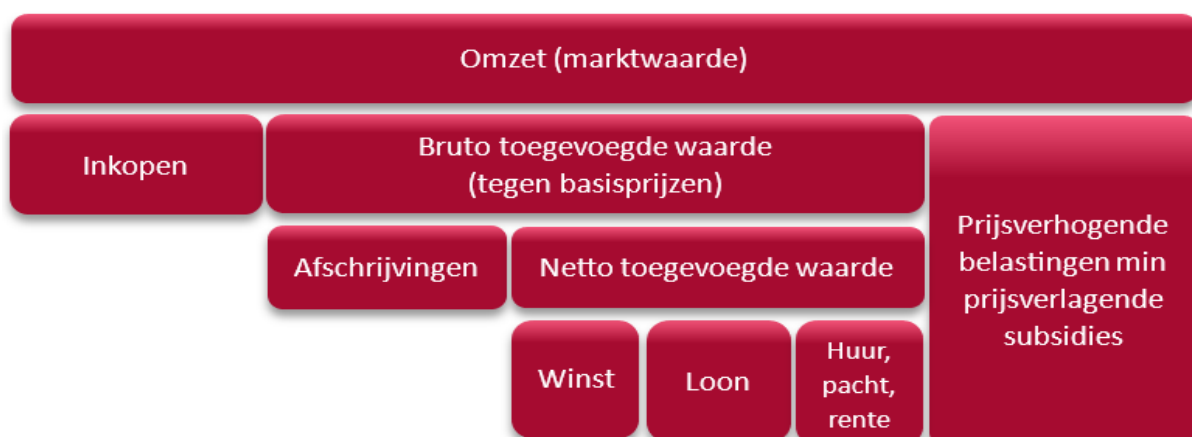 Omzet (marktwaarde)
Inkopen
Bruto toegevoegde waarde
(tegen basisprijzen)
Prijsverhogende
belastingen min
prijsverlagende
subsidies
Afschrijvingen
Netto toegevoegde waarde
Winst
Loon
Huur,
pacht,
rente